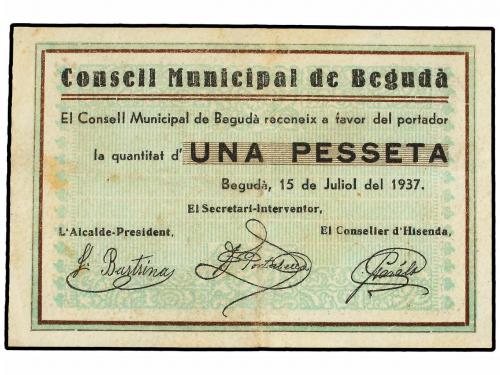 Consell Municipal de Begudà
El Consell Municipal de Begudà reconeix a favor del portador
la quantitat d' UNA PESSETA
Begudà, 15 de Juliol del 1937.
El Secretari-Interventor,
L'Alcalde-President, El Conseller d'Hisenda,
Bastrina